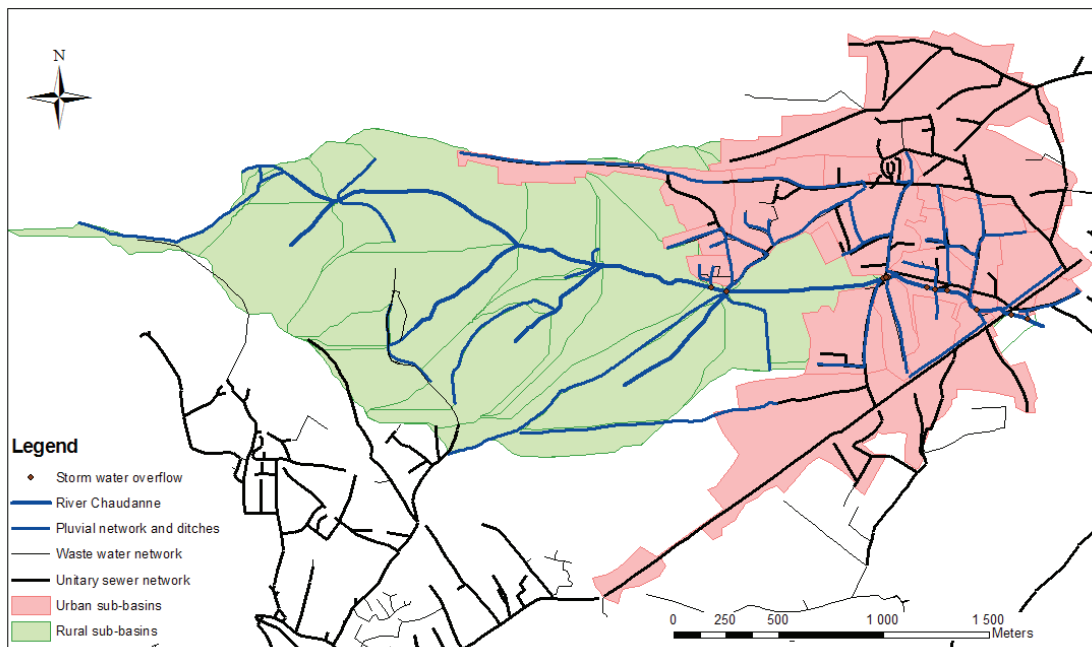 N
Legend
Storm water overflow
River Chaudanne
Pluvial network and ditches
Waste water network
Unitary sewer network
Urban sub-basins
Rural sub-basins
0 250 500 1 000 1 500
Meters